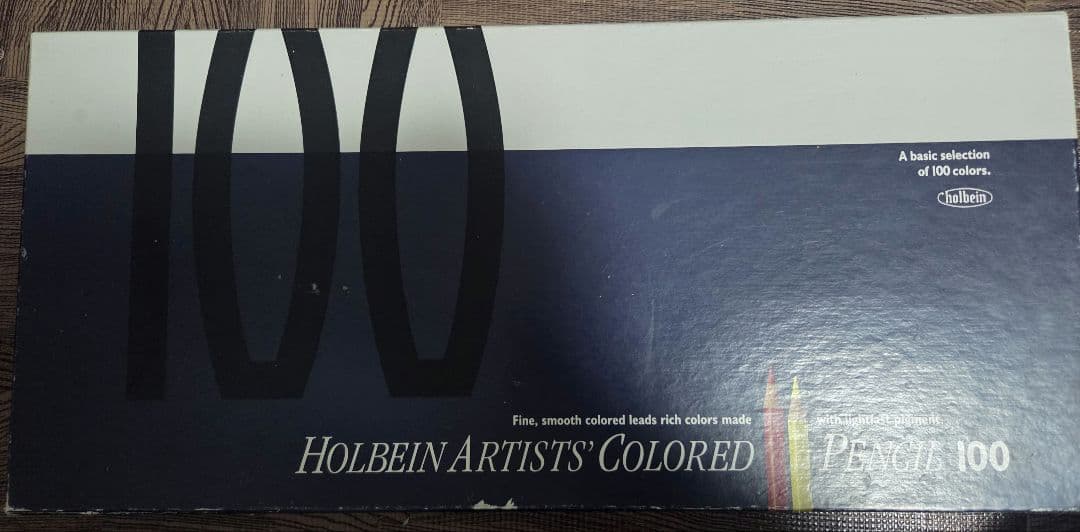 100
A basic selection
of 100 colors.
holbein
Fine, smooth colored leads rich colors made with lightfast pigment.
HOLBEIN ARTISTS' COLORED PENCIL 100